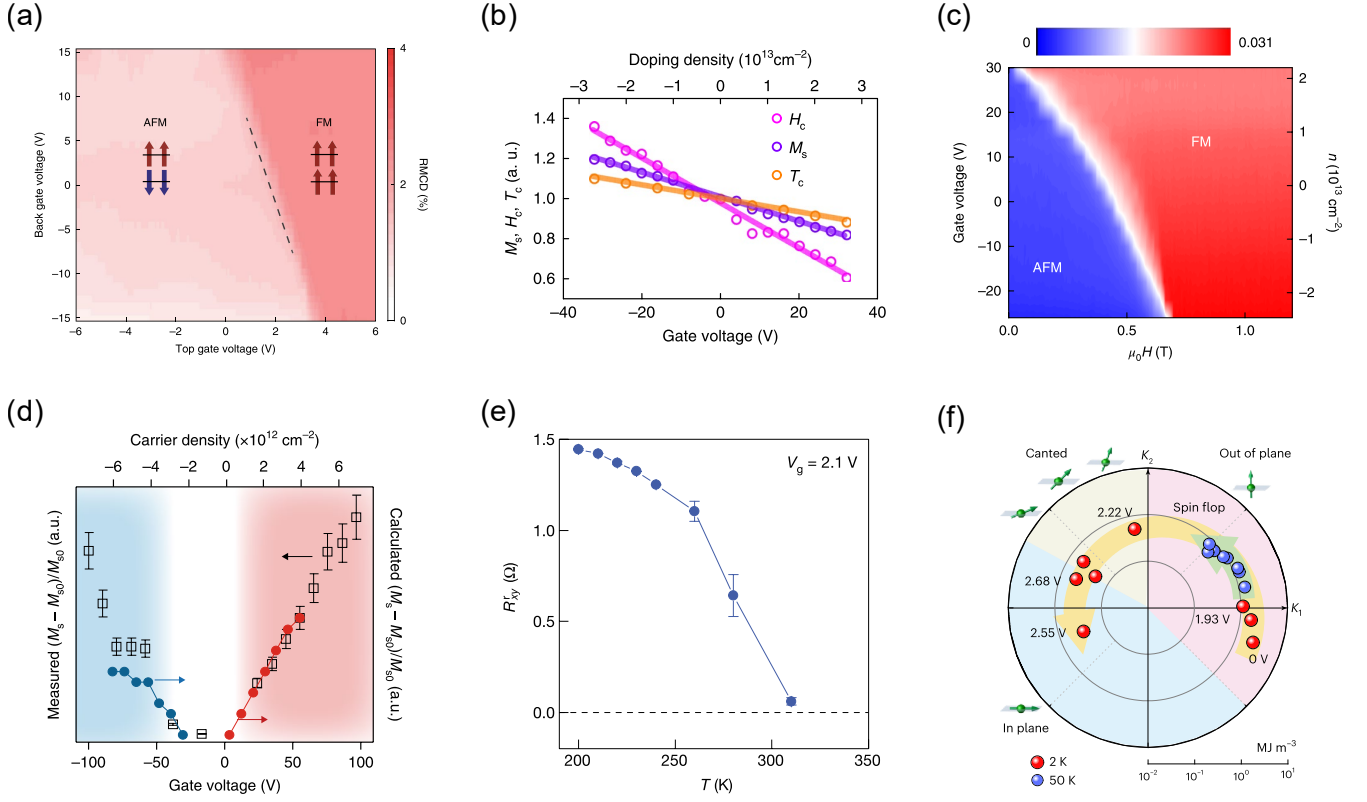 (a)
15
10
5
0
−5
−10
−15
Back gate voltage (V)
−6
−4
−2
0
2
4
6
Top gate voltage (V)
AFM
FM
4
2
0
RMCD (%)
(b)
Doping density (10¹³cm⁻²)
−3
−2
−1
0
1
2
3
1.4
1.2
1.0
0.8
0.6
Mₛ, H꜀, T꜀ (a.u.)
H꜀
Mₛ
T꜀
−40
−20
0
20
40
Gate voltage (V)
(c)
0
0.031
30
20
10
0
−10
−20
Gate voltage (V)
FM
AFM
2
1
0
−1
−2
n (10¹³ cm⁻²)
0.0
0.5
1.0
μ₀H (T)
(d)
Carrier density (×10¹² cm⁻²)
−6
−4
−2
0
2
4
6
Measured (Mₛ − Mₛ₀)/Mₛ₀ (a.u.)
Calculated (Mₛ − Mₛ₀)/Mₛ₀ (a.u.)
−100
−50
0
50
100
Gate voltage (V)
(e)
1.5
1.0
0.5
0.0
Rʳₓᵧ (Ω)
V_g = 2.1 V
200
250
300
350
T (K)
(f)
Canted
K₂
Out of plane
Spin flop
2.22 V
2.68 V
2.55 V
1.93 V
K₁
0 V
In plane
2 K
50 K
MJ m⁻³
10⁻²
10⁻¹
10⁰
10¹